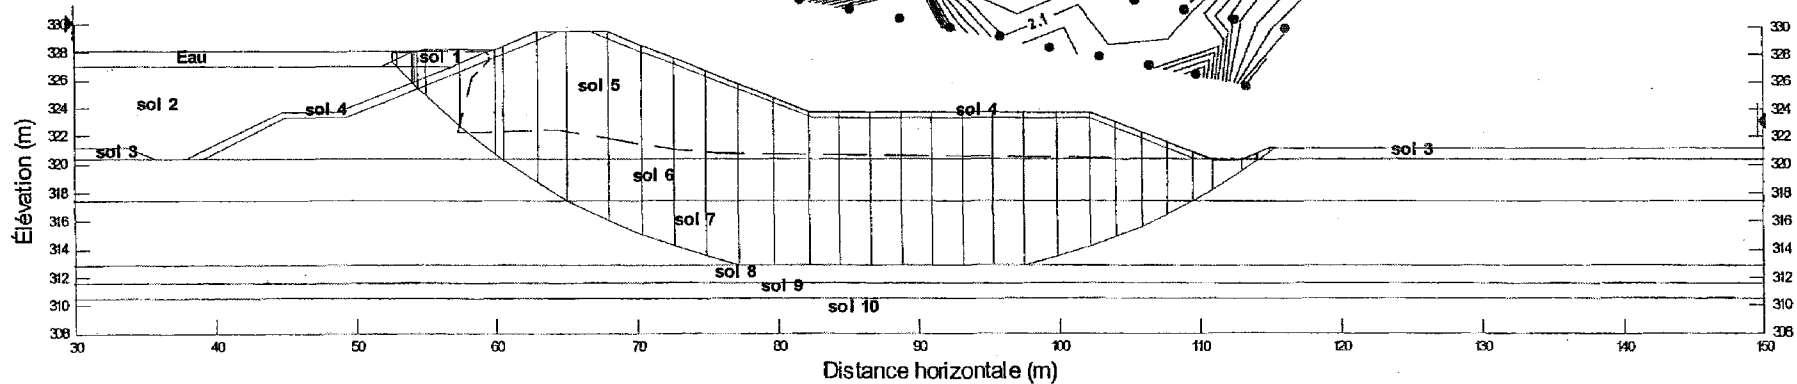 330
328
326
324
322
320
318
316
314
312
310
308
Élévation (m)
Eau
sol 1
sol 2
sol 3
sol 4
sol 5
sol 6
sol 7
sol 8
sol 9
sol 10
sol 4
sol 3
2.1
330
328
326
324
322
320
318
316
314
312
310
308
30 40 50 60 70 80 90 100 110 120 130 140 150
Distance horizontale (m)